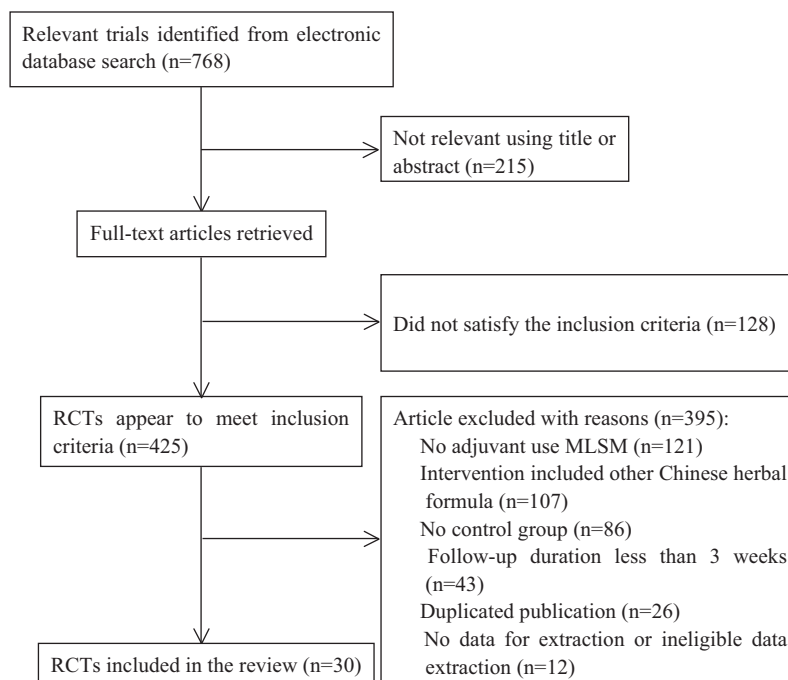 Relevant trials identified from electronic
database search (n=768)
Not relevant using title or
abstract (n=215)
Full-text articles retrieved
Did not satisfy the inclusion criteria (n=128)
RCTs appear to meet inclusion
criteria (n=425)
Article excluded with reasons (n=395):
No adjuvant use MLSM (n=121)
Intervention included other Chinese herbal
formula (n=107)
No control group (n=86)
Follow-up duration less than 3 weeks
(n=43)
Duplicated publication (n=26)
No data for extraction or ineligible data
extraction (n=12)
RCTs included in the review (n=30)